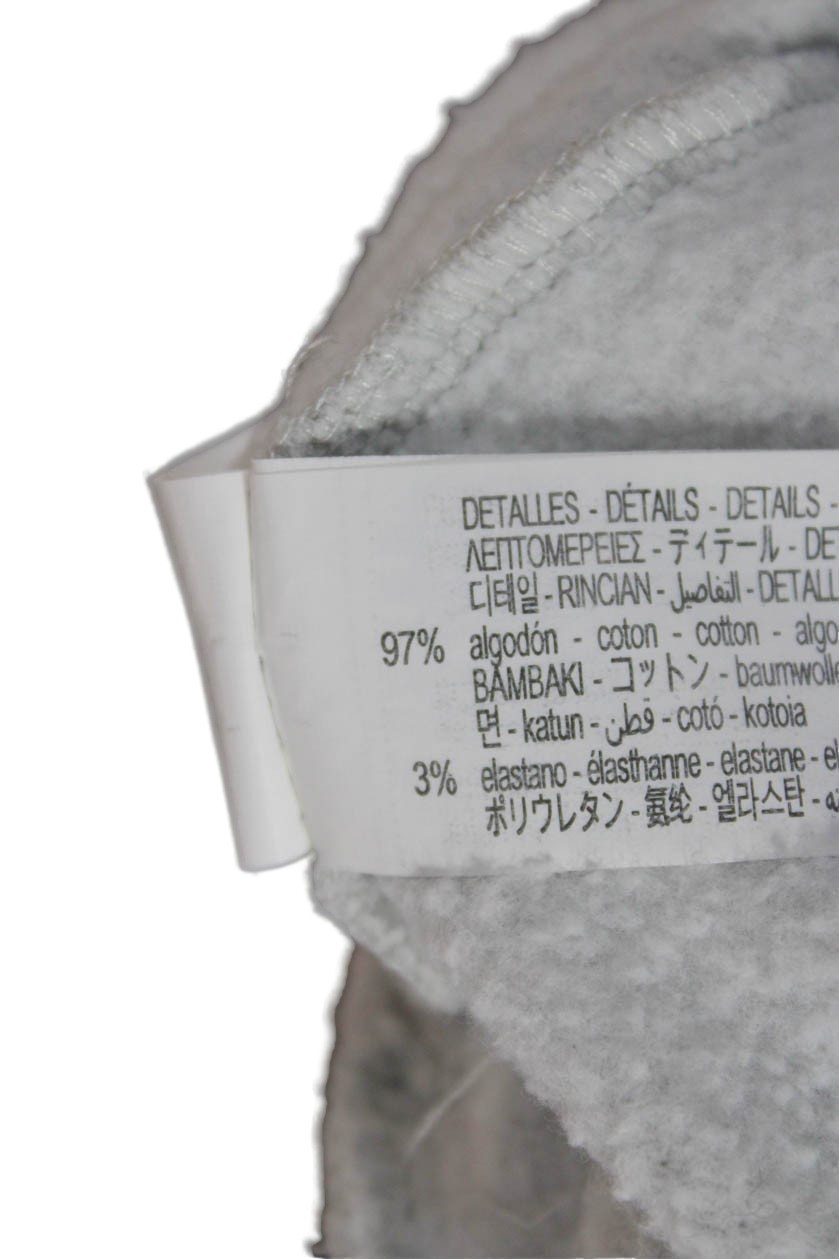 DETALLES - DÉTAILS - DETAILS - DETAILS -
ΛΕΠΤΟΜΕΡΕΙΕΣ - ディテール - DE
디테일 - RINCIAN - التفاصيل - DETALL
97% algodón - coton - cotton - algo
BAMBAKI - コットン - baumwolle
면 - katun - قطن - cotó - kotoia
3% elastano - élasthanne - elastane - el
ポリウレタン - 氨纶 - 엘라스탄 -